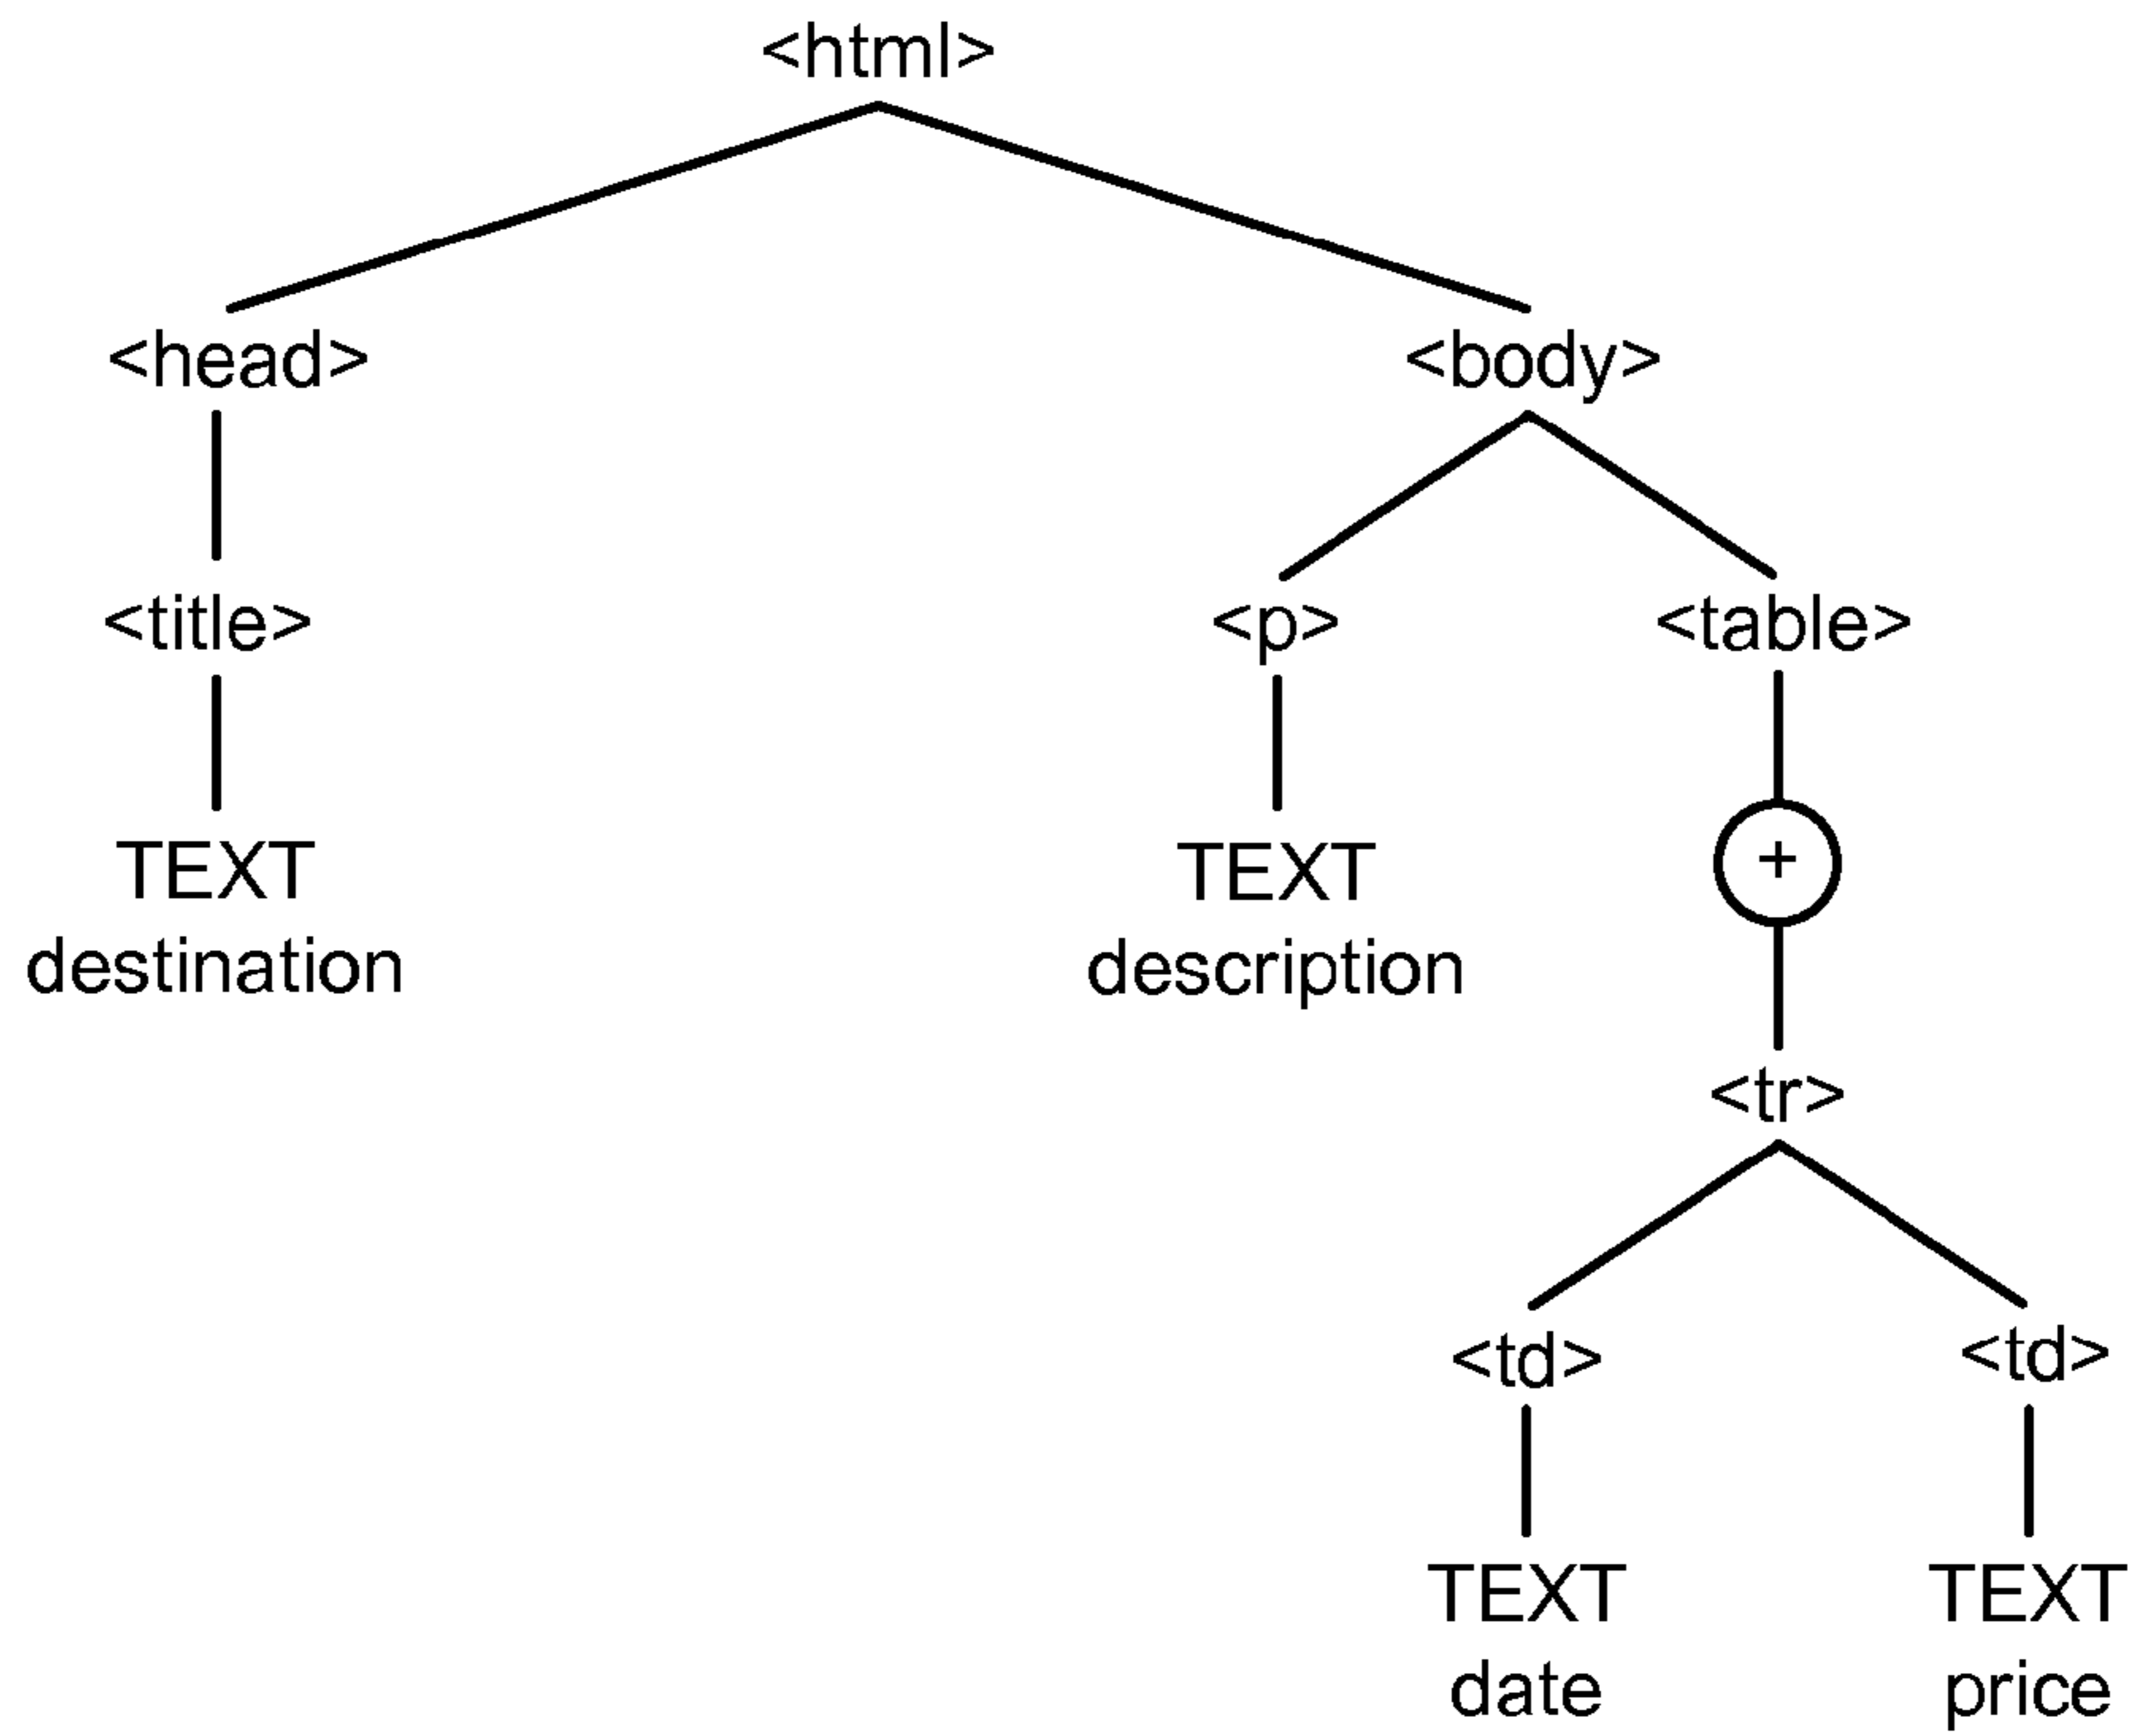 <html>
<head>
<body>
<title>
<p>
<table>
TEXT
destination
TEXT
description
+
<tr>
<td>
<td>
TEXT
date
TEXT
price